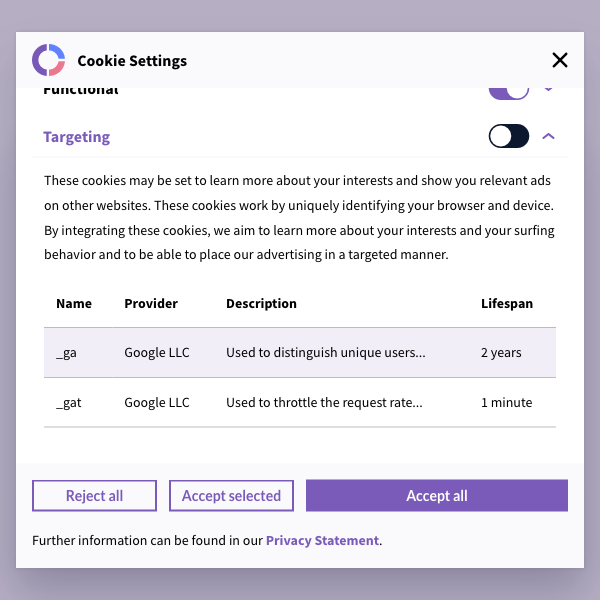 Cookie Settings
Functional
Targeting
These cookies may be set to learn more about your interests and show you relevant ads
on other websites. These cookies work by uniquely identifying your browser and device.
By integrating these cookies, we aim to learn more about your interests and your surfing
behavior and to be able to place our advertising in a targeted manner.
Name Provider Description Lifespan
_ga Google LLC Used to distinguish unique users... 2 years
_gat Google LLC Used to throttle the request rate... 1 minute
Reject all Accept selected Accept all
Further information can be found in our Privacy Statement.